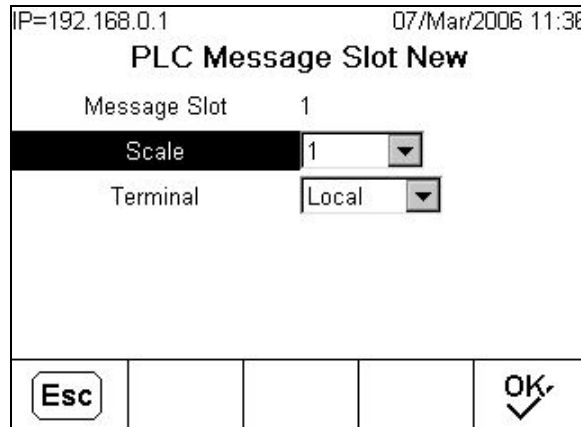 IP=192.168.0.1 07/Mar/2006 11:36
PLC Message Slot New
Message Slot 1
Scale 1
Terminal Local
Esc OK